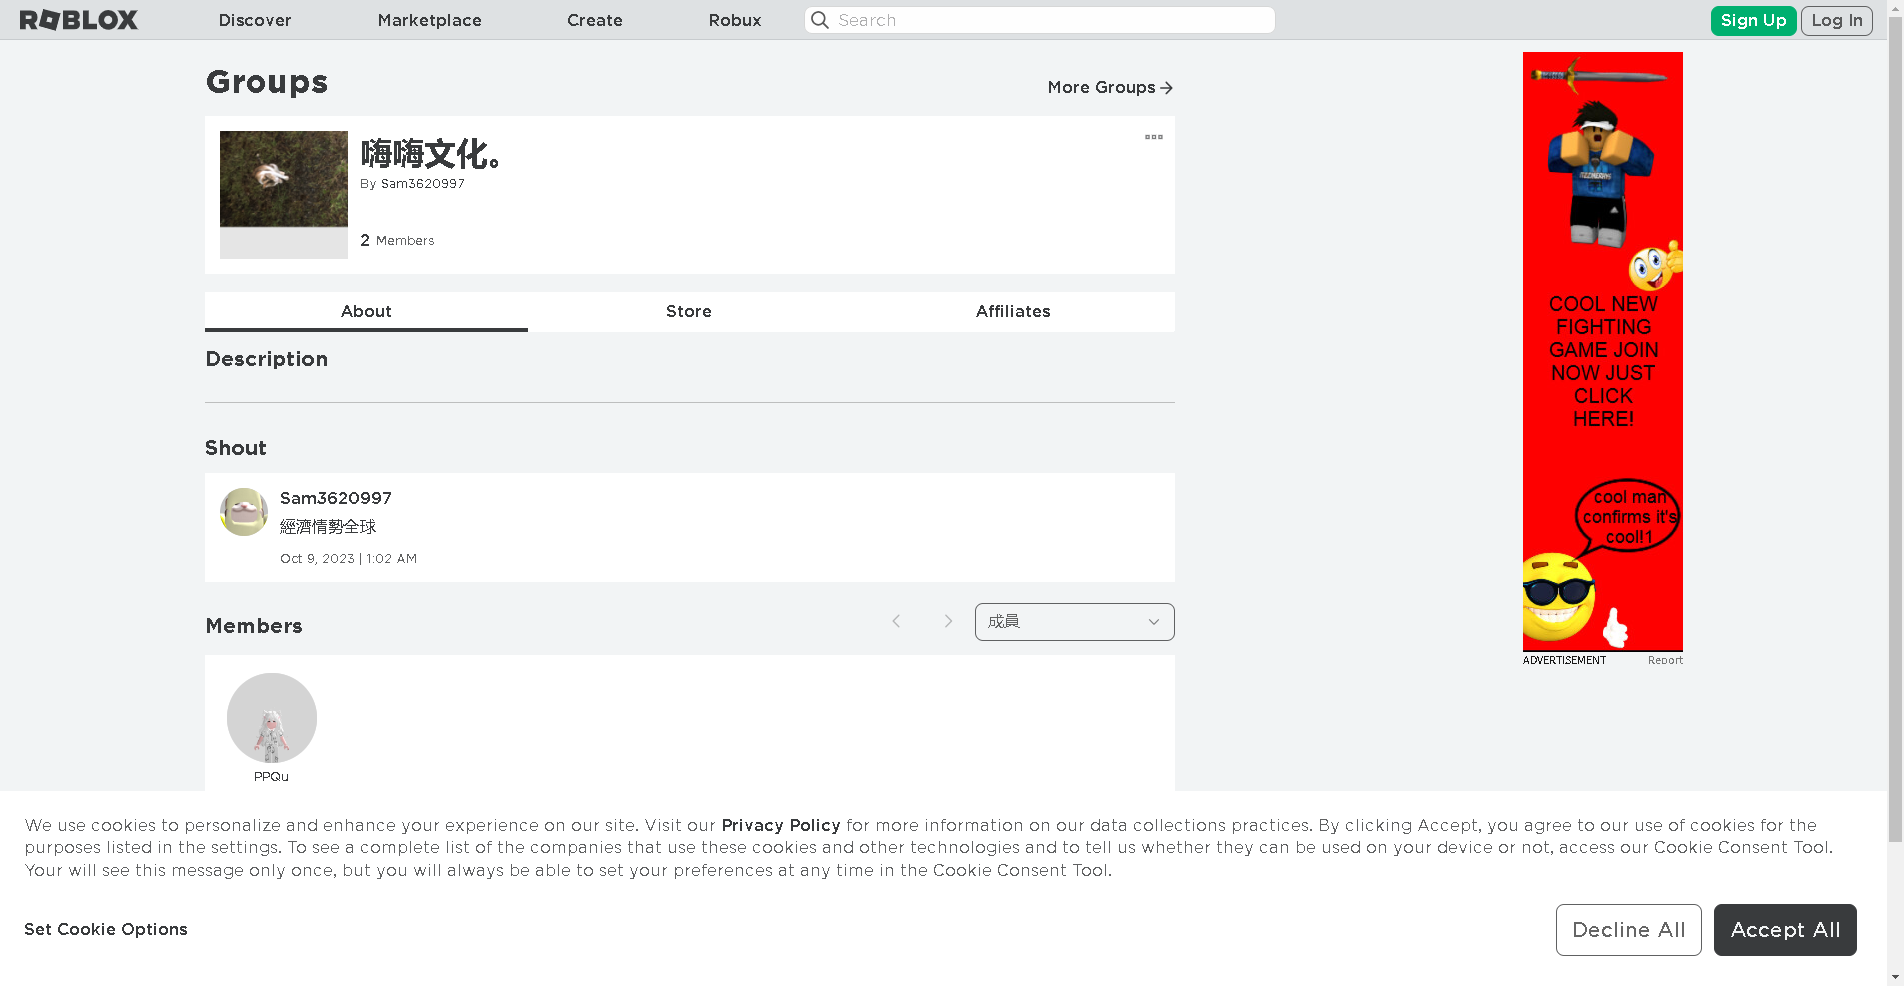 ROBLOX
Discover
Marketplace
Create
Robux
Search
Sign Up
Log In
Groups
More Groups
嗨嗨文化。
By Sam3620997
2 Members
About
Store
Affiliates
Description
Shout
Sam3620997
經濟情勢全球
Oct 9, 2023 | 1:02 AM
Members
成員
PPQu
COOL NEW
FIGHTING
GAME JOIN
NOW JUST
CLICK
HERE!
cool man
confirms it's
cool!1
ADVERTISEMENT
Report
We use cookies to personalize and enhance your experience on our site. Visit our Privacy Policy for more information on our data collections practices. By clicking Accept, you agree to our use of cookies for the
purposes listed in the settings. To see a complete list of the companies that use these cookies and other technologies and to tell us whether they can be used on your device or not, access our Cookie Consent Tool.
Your will see this message only once, but you will always be able to set your preferences at any time in the Cookie Consent Tool.
Set Cookie Options
Decline All
Accept All